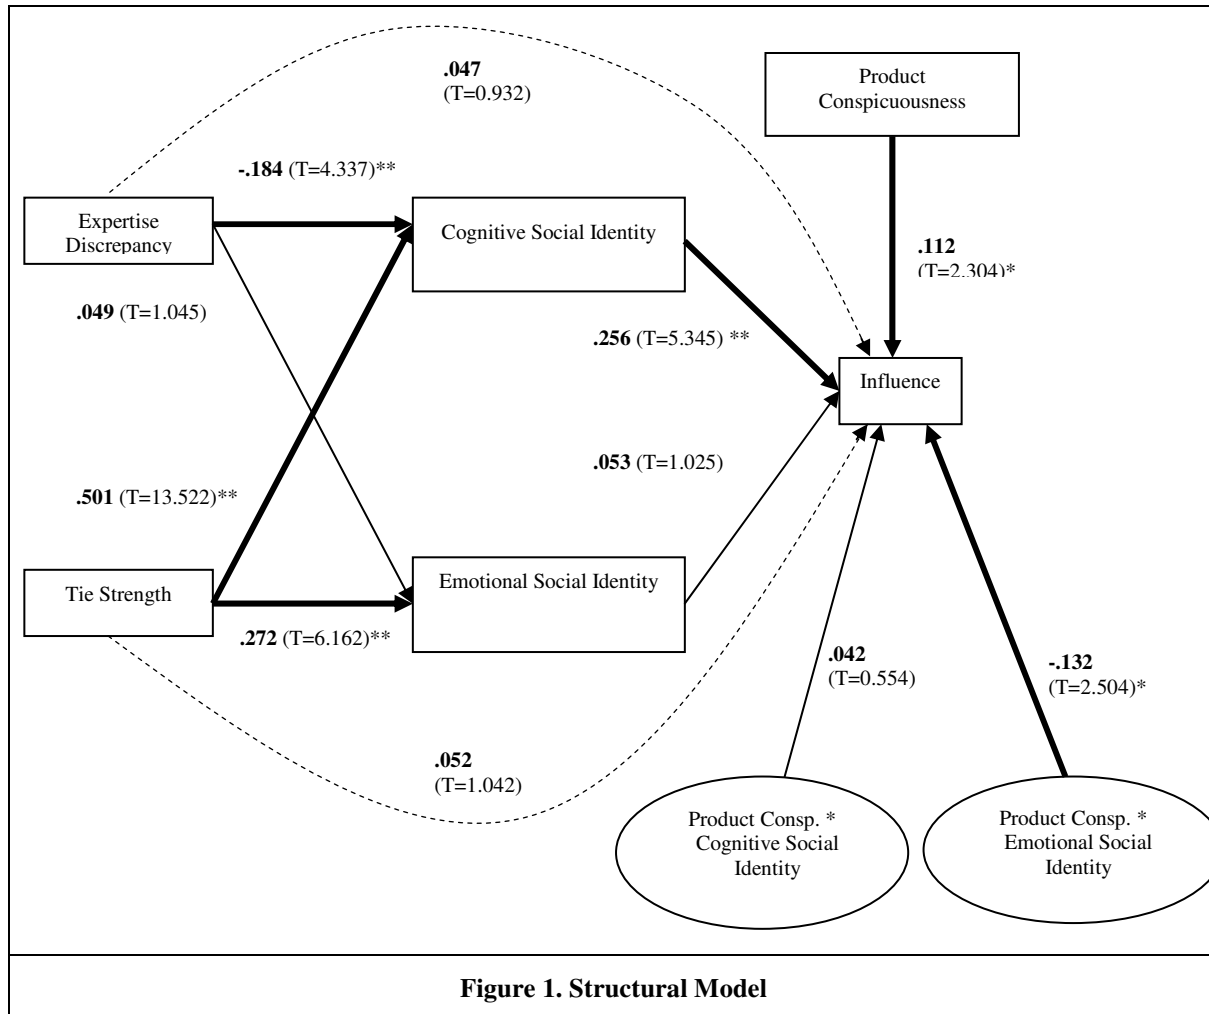 .047
(T=0.932)
Product
Conspicuousness
-.184 (T=4.337)**
Expertise
Discrepancy
Cognitive Social Identity
.112
(T=2.304)*
.049 (T=1.045)
.256 (T=5.345) **
Influence
.053 (T=1.025)
.501 (T=13.522)**
Tie Strength
Emotional Social Identity
.272 (T=6.162)**
.042
(T=0.554)
-.132
(T=2.504)*
.052
(T=1.042)
Product Consp. *
Cognitive Social
Identity
Product Consp. *
Emotional Social
Identity
Figure 1. Structural Model